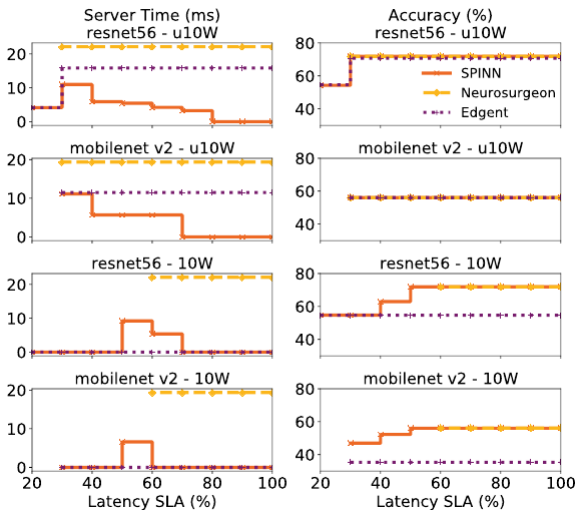 Server Time (ms)
resnet56 - u10W
Accuracy (%)
resnet56 - u10W
20
10
0
80
60
40
SPINN
Neurosurgeon
Edgent
mobilenet v2 - u10W
mobilenet v2 - u10W
20
10
0
80
60
40
resnet56 - 10W
resnet56 - 10W
20
10
0
80
60
40
mobilenet v2 - 10W
mobilenet v2 - 10W
20
10
0
80
60
40
20 40 60 80 100
20 40 60 80 100
Latency SLA (%)
Latency SLA (%)